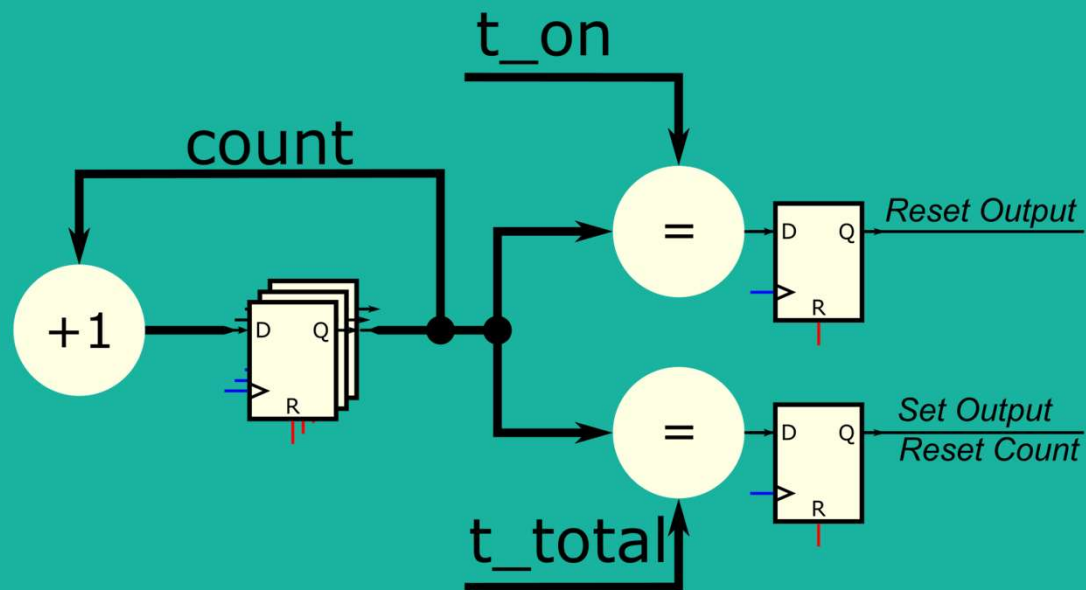 t_on
count
=
D Q
R
Reset Output
+1
D Q
R
=
D Q
R
Set Output
Reset Count
t_total